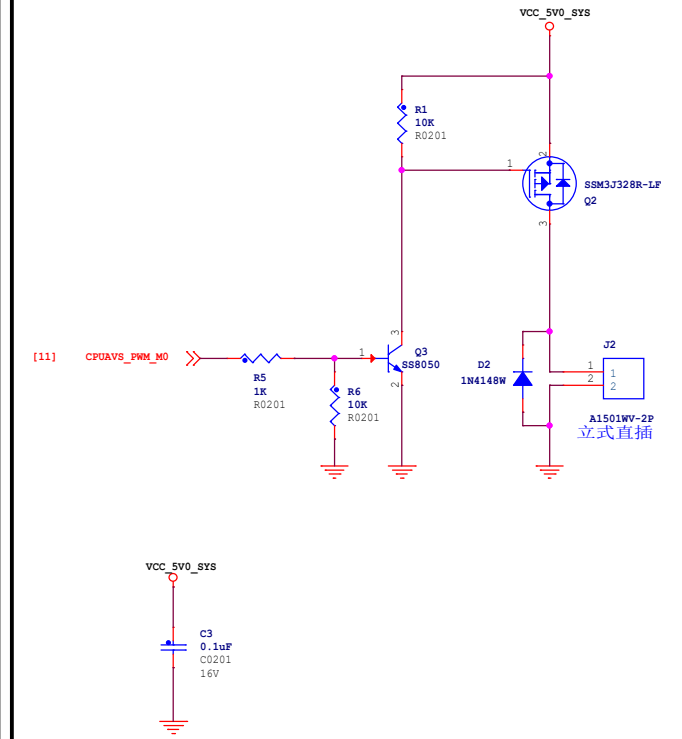 VCC_5V0_SYS
R1
10K
R0201
2
1
SSM3J328R-LF
Q2
3
3
[11] CPUAVS_PWM_M0
1
Q3
SS8050
2
R5
1K
R0201
R6
10K
R0201
D2
1N4148W
J2
1 1
2 2
A1501WV-2P
立式直插
VCC_5V0_SYS
C3
0.1uF
C0201
16V